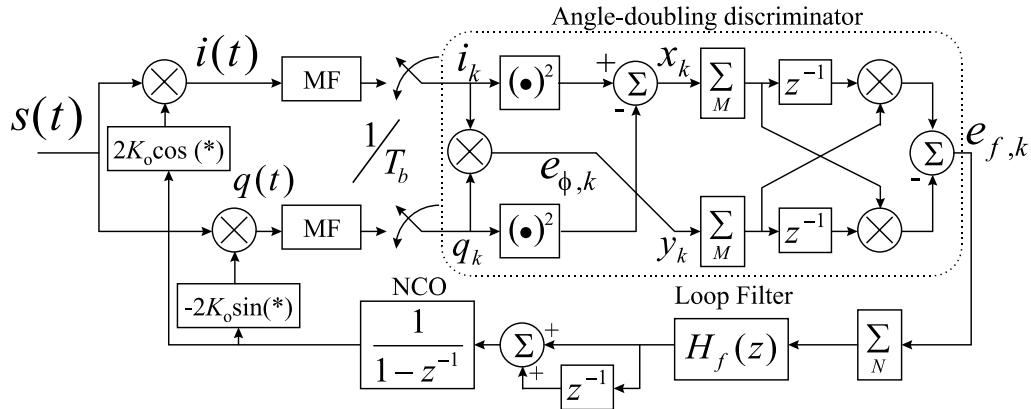 Angle-doubling discriminator
s(t)
i(t)
MF
i_k
(•)²
+
Σ
-
x_k
Σ
M
z⁻¹
2K_o cos (*)
1/T_b
e_ϕ,k
Σ
-
e_f,k
q(t)
MF
q_k
(•)²
y_k
Σ
M
z⁻¹
-2K_o sin(*)
NCO
1
1 − z⁻¹
Σ
+
+
z⁻¹
Loop Filter
H_f(z)
Σ
N